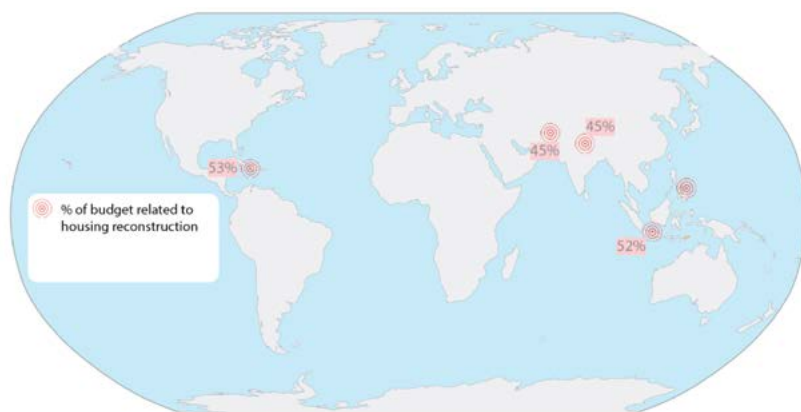 45%
45%
53%
% of budget related to
housing reconstruction
52%